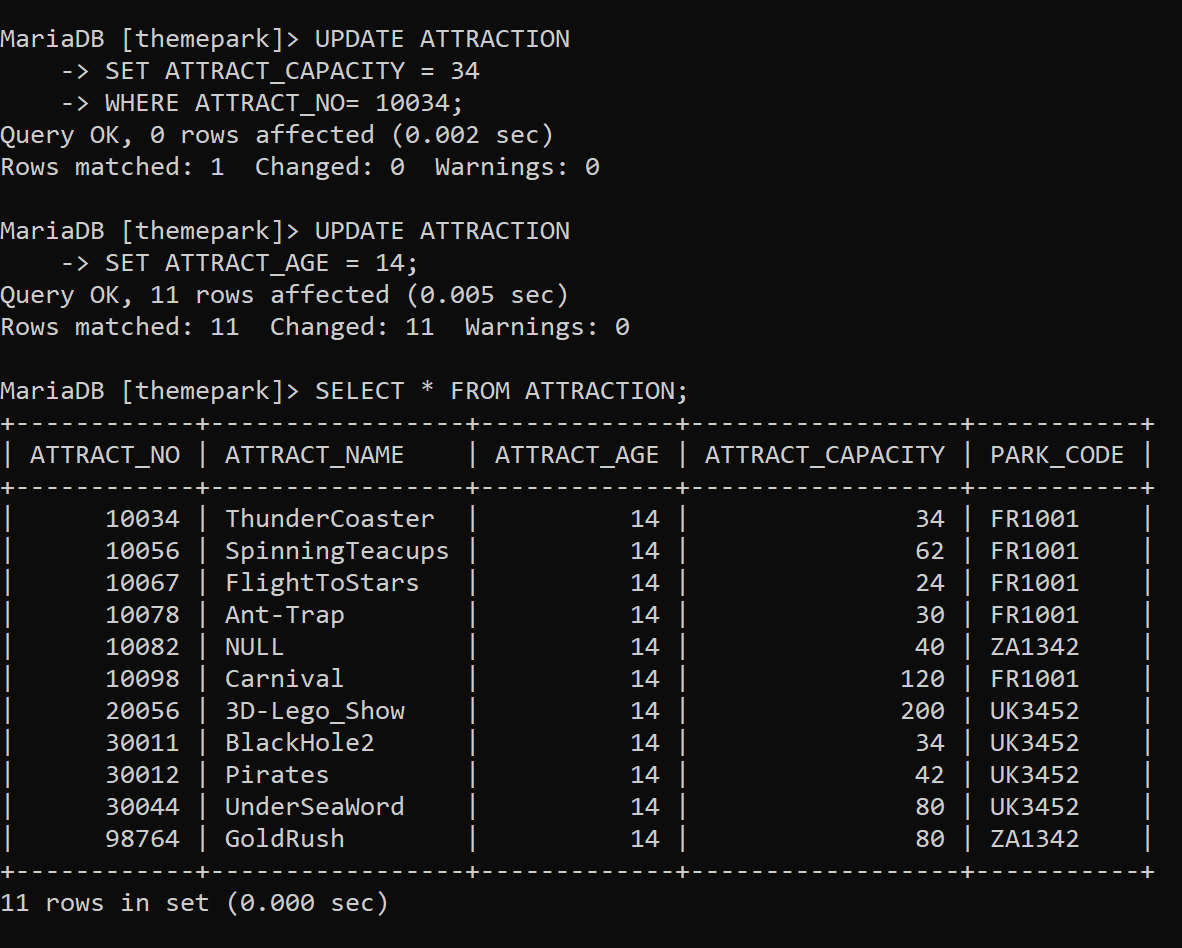 MariaDB [themepark]> UPDATE ATTRACTION
    -> SET ATTRACT_CAPACITY = 34
    -> WHERE ATTRACT_NO= 10034;
Query OK, 0 rows affected (0.002 sec)
Rows matched: 1  Changed: 0  Warnings: 0

MariaDB [themepark]> UPDATE ATTRACTION
    -> SET ATTRACT_AGE = 14;
Query OK, 11 rows affected (0.005 sec)
Rows matched: 11  Changed: 11  Warnings: 0

MariaDB [themepark]> SELECT * FROM ATTRACTION;
+------------+-----------------+-------------+------------------+-----------+
| ATTRACT_NO | ATTRACT_NAME    | ATTRACT_AGE | ATTRACT_CAPACITY | PARK_CODE |
+------------+-----------------+-------------+------------------+-----------+
|      10034 | ThunderCoaster  |          14 |               34 | FR1001    |
|      10056 | SpinningTeacups |          14 |               62 | FR1001    |
|      10067 | FlightToStars   |          14 |               24 | FR1001    |
|      10078 | Ant-Trap        |          14 |               30 | FR1001    |
|      10082 | NULL            |          14 |               40 | ZA1342    |
|      10098 | Carnival        |          14 |              120 | FR1001    |
|      20056 | 3D-Lego_Show    |          14 |              200 | UK3452    |
|      30011 | BlackHole2      |          14 |               34 | UK3452    |
|      30012 | Pirates         |          14 |               42 | UK3452    |
|      30044 | UnderSeaWord    |          14 |               80 | UK3452    |
|      98764 | GoldRush        |          14 |               80 | ZA1342    |
+------------+-----------------+-------------+------------------+-----------+
11 rows in set (0.000 sec)